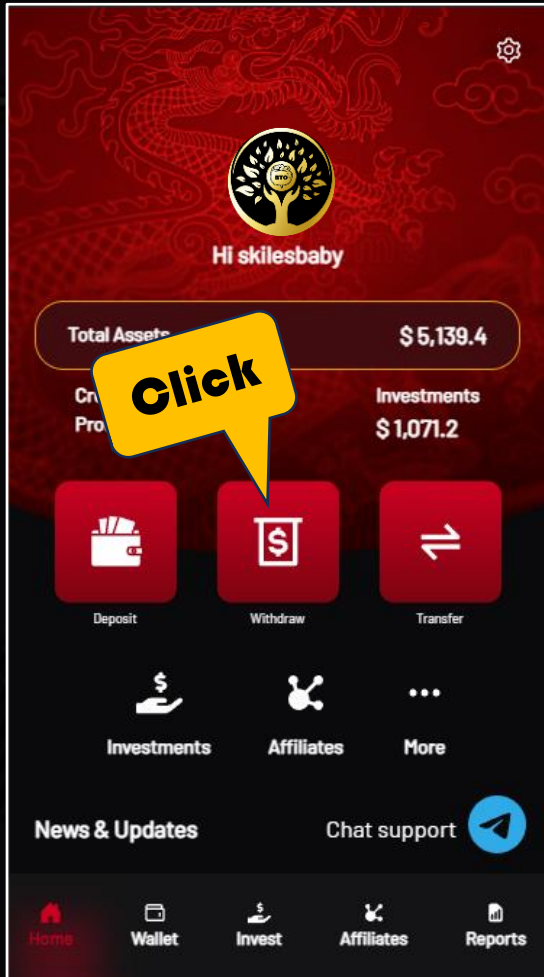 BTO
Hi skilesbaby
Total Assets $ 5,139.4
Click
Investments
$ 1,071.2
Deposit Withdraw Transfer
Investments Affiliates More
News & Updates Chat support
Home Wallet Invest Affiliates Reports